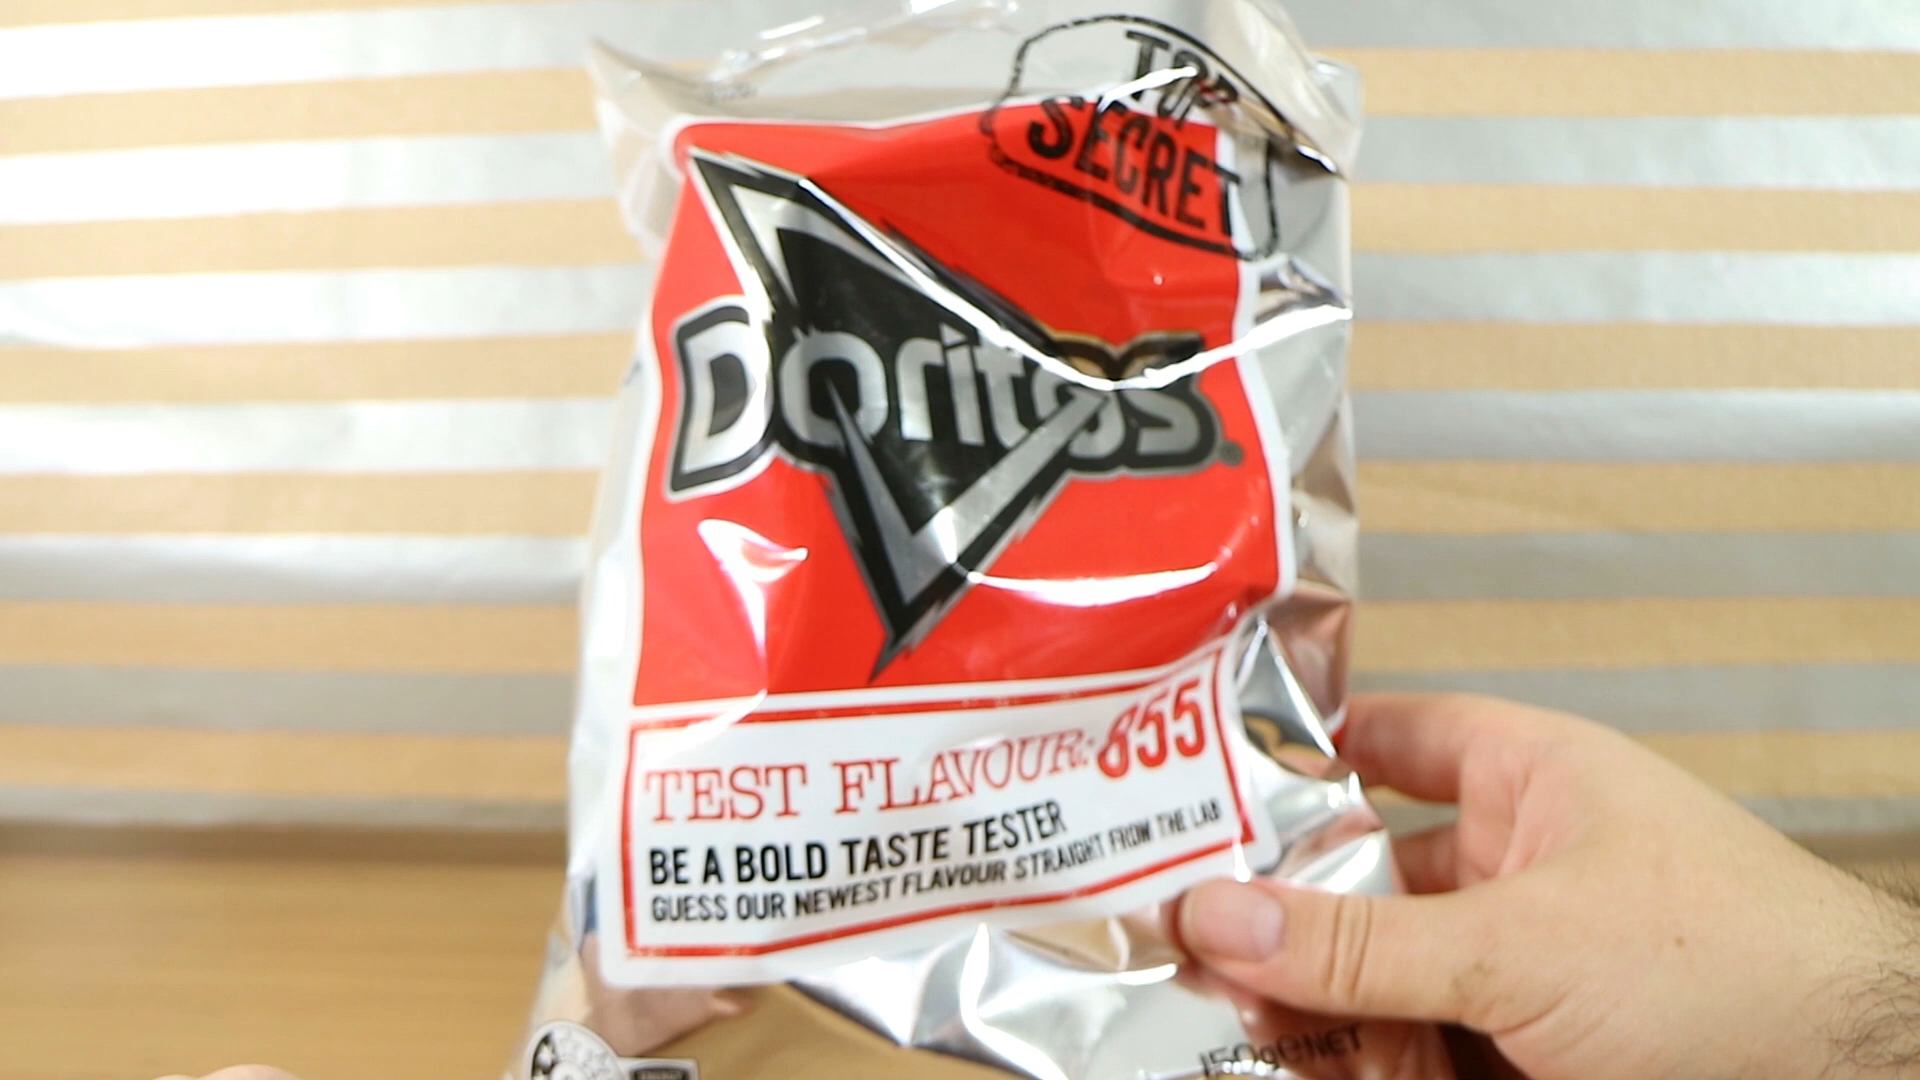 TOP
SECRET
Doritos
TEST FLAVOUR: 855
BE A BOLD TASTE TESTER
GUESS OUR NEWEST FLAVOUR STRAIGHT FROM THE LAB
150g e NET
ENERGY